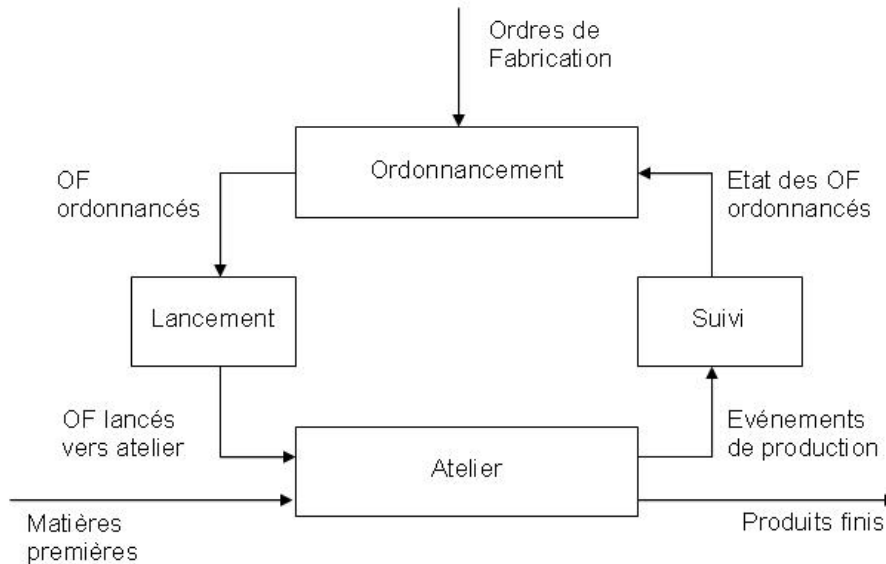 Ordres de
Fabrication
Ordonnancement
OF
ordonnancés
Etat des OF
ordonnancés
Lancement
Suivi
OF lancés
vers atelier
Evénements
de production
Atelier
Matières
premières
Produits finis